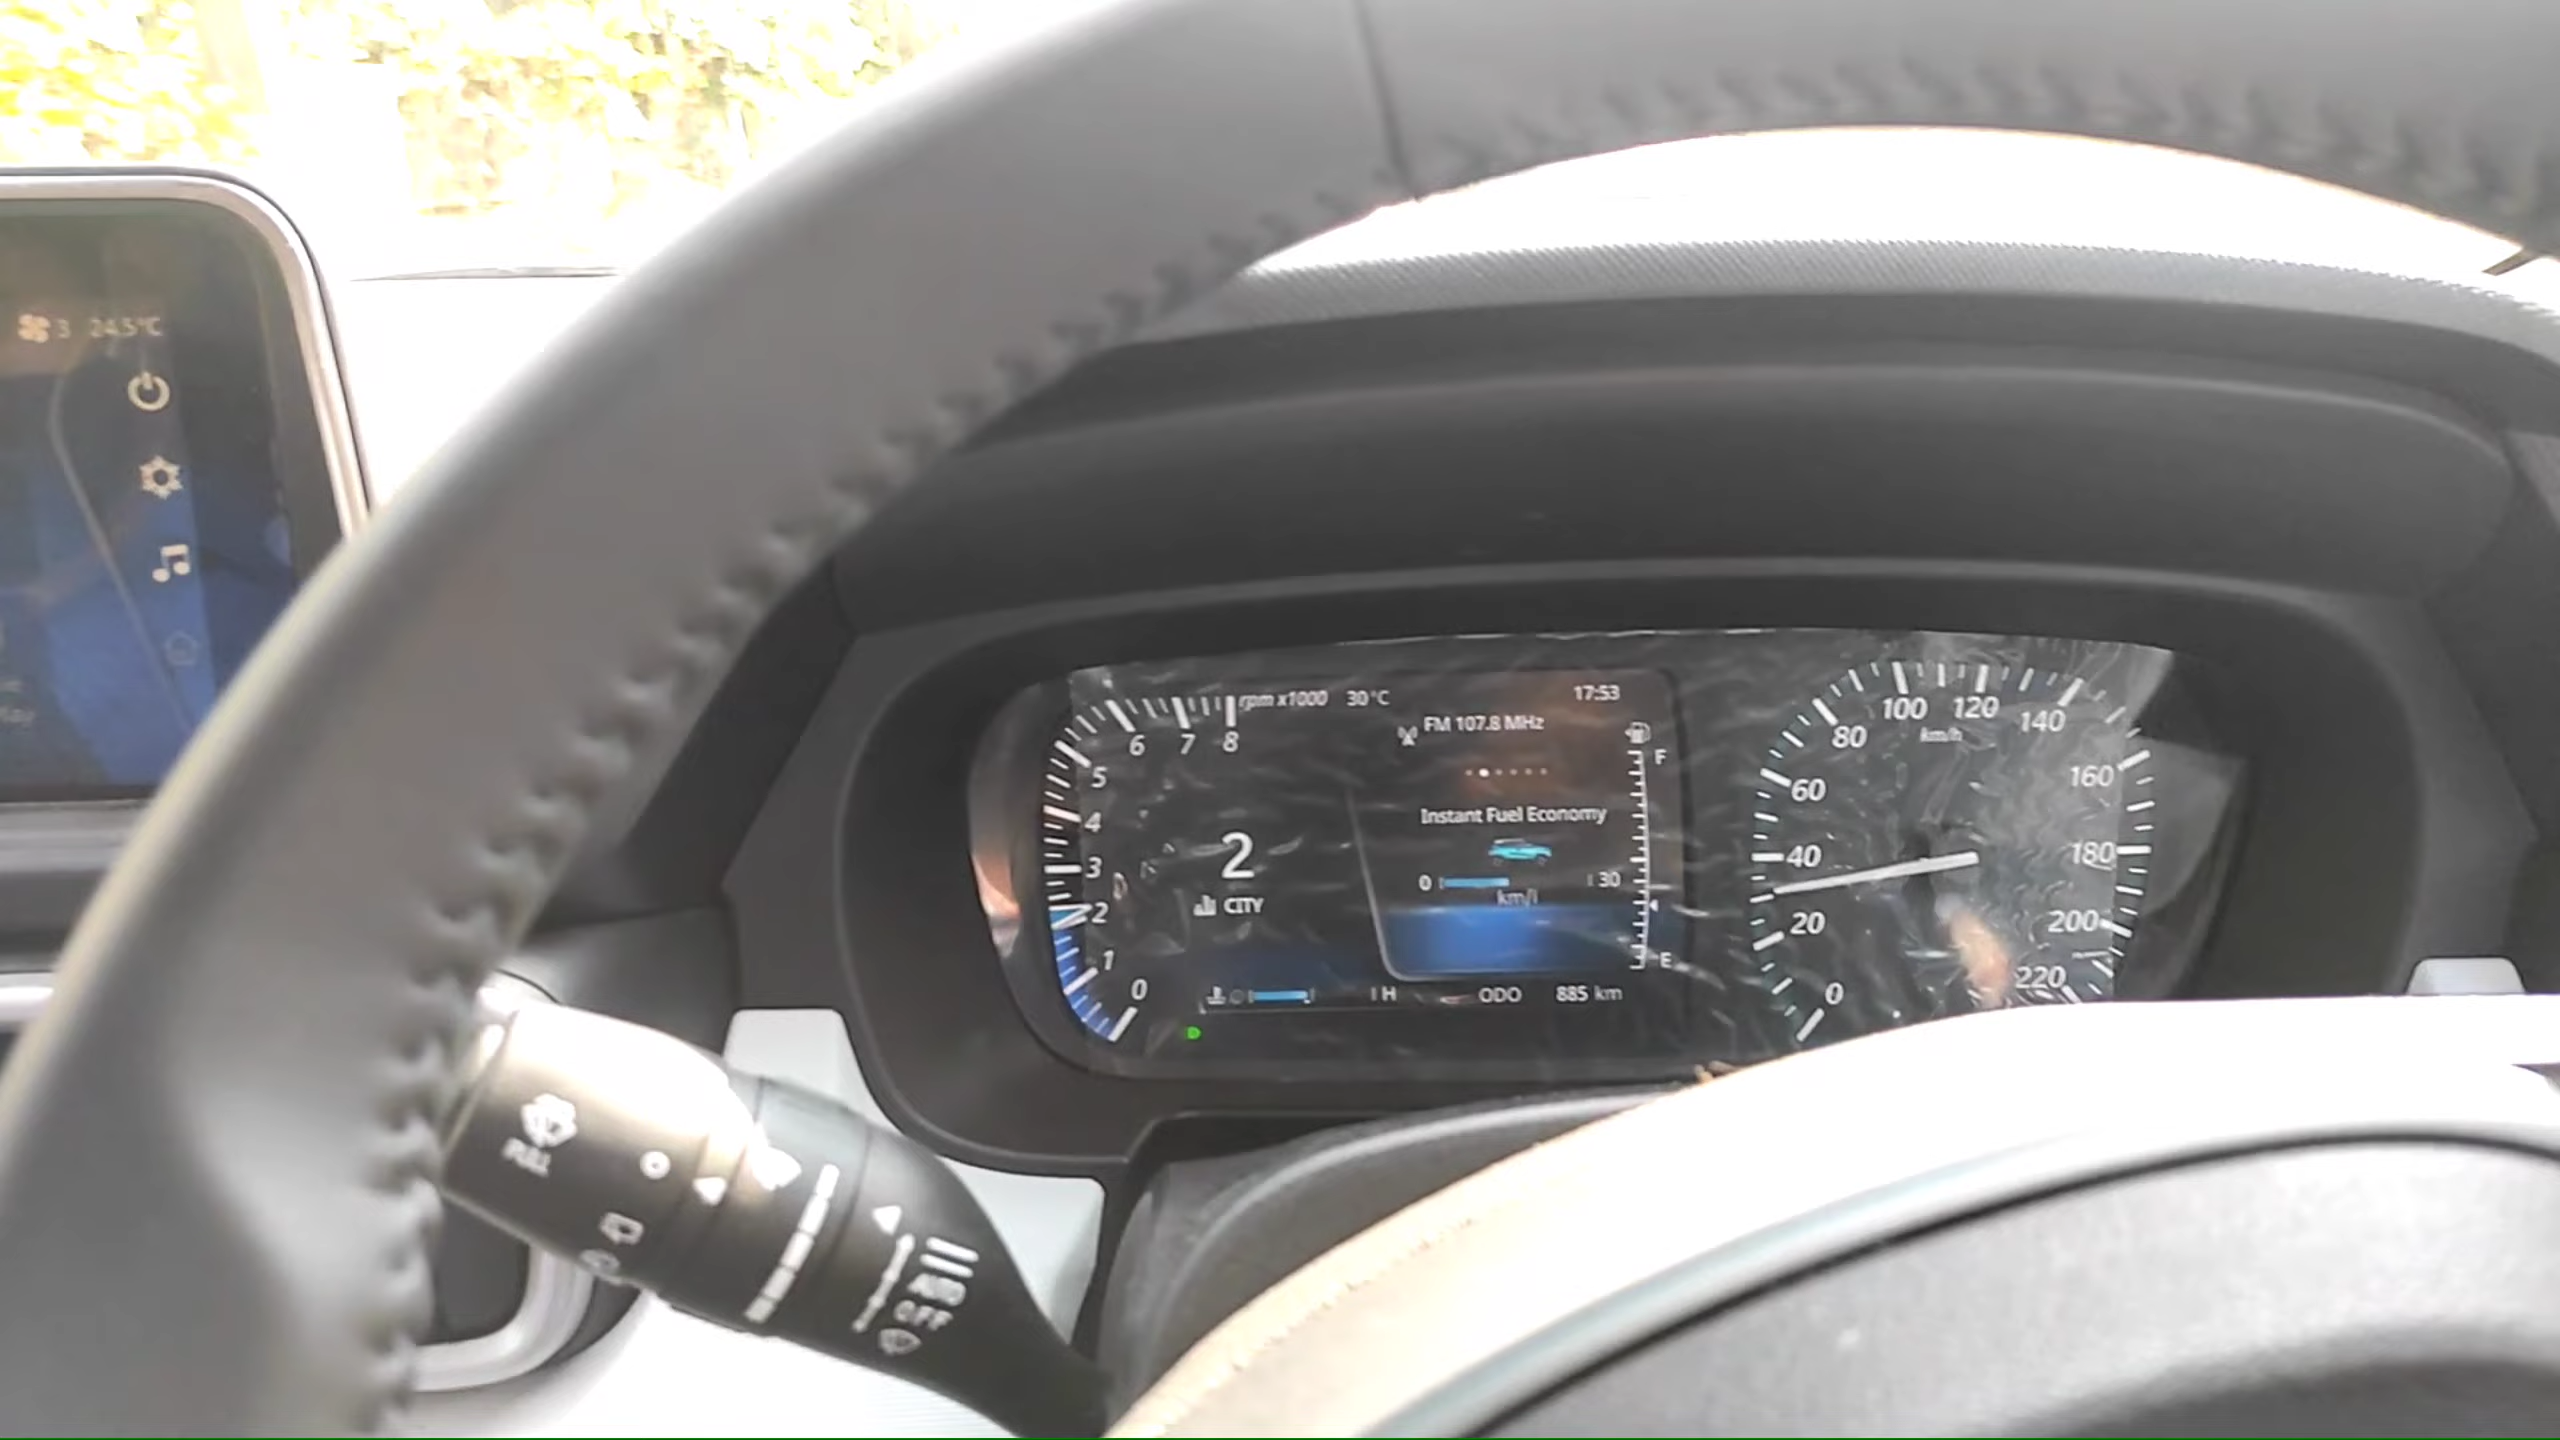 3 24.5°C
rpm x1000 30°C 17:53
FM 107.8 MHz
Instant Fuel Economy
0 30
km/l
2
CITY
H ODO 885 km
F
E
0
1
2
3
4
5
6
7
8
0
20
40
60
80
100
120
140
160
180
200
220
km/h
FULL
OFF